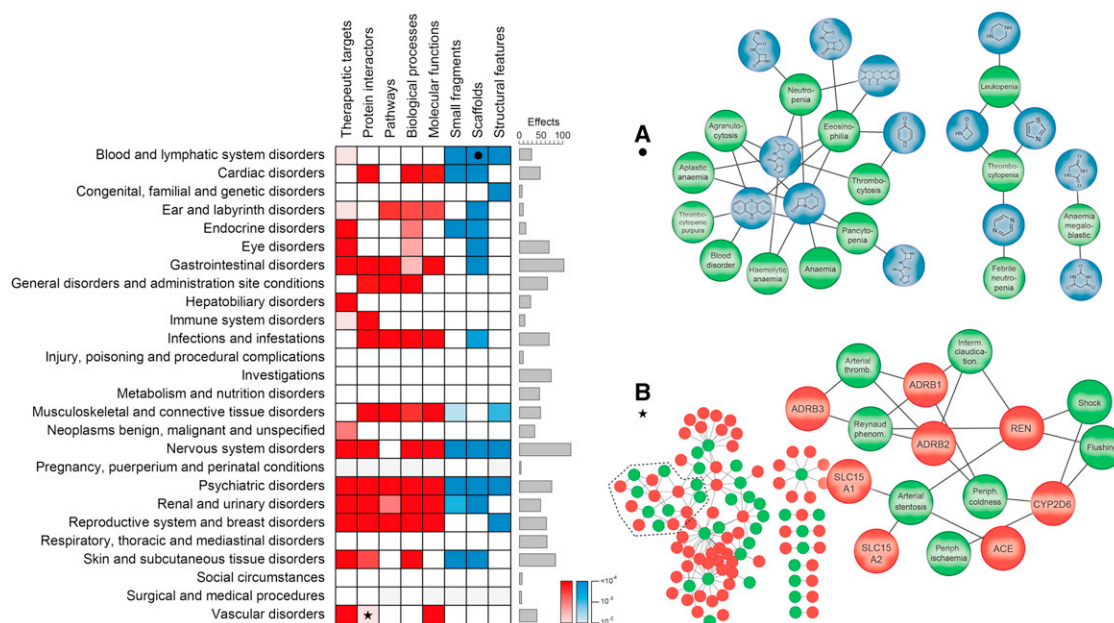 Therapeutic targets
Protein interactors
Pathways
Biological processes
Molecular functions
Small fragments
Scaffolds
Structural features
Effects
0 50 100
Blood and lymphatic system disorders
Cardiac disorders
Congenital, familial and genetic disorders
Ear and labyrinth disorders
Endocrine disorders
Eye disorders
Gastrointestinal disorders
General disorders and administration site conditions
Hepatobiliary disorders
Immune system disorders
Infections and infestations
Injury, poisoning and procedural complications
Investigations
Metabolism and nutrition disorders
Musculoskeletal and connective tissue disorders
Neoplasms benign, malignant and unspecified
Nervous system disorders
Pregnancy, puerperium and perinatal conditions
Psychiatric disorders
Renal and urinary disorders
Reproductive system and breast disorders
Respiratory, thoracic and mediastinal disorders
Skin and subcutaneous tissue disorders
Social circumstances
Surgical and medical procedures
Vascular disorders
<10⁻⁴
10⁻³
10⁻²
A
Neutro-
penia
Agranulo-
cytosis
Eeosino-
philia
Aplastic
anaemia
Thrombo-
cytosis
Thrombo-
cytopenic
purpura
Pancyto-
penia
Blood
disorder
Haemolytic
anaemia
Anaemia
Leukopenia
Thrombo-
cytopenia
Febrile
neutro-
penia
Anaemia
megalo-
blastic
B
Arterial
thromb.
Interm.
claudica-
tion.
ADRB1
ADRB3
Reynaud
phenom.
ADRB2
REN
Shock
Flushing
SLC15
A1
Arterial
stentosis
Periph.
coldness
CYP2D6
SLC15
A2
Periph.
ischaemia
ACE